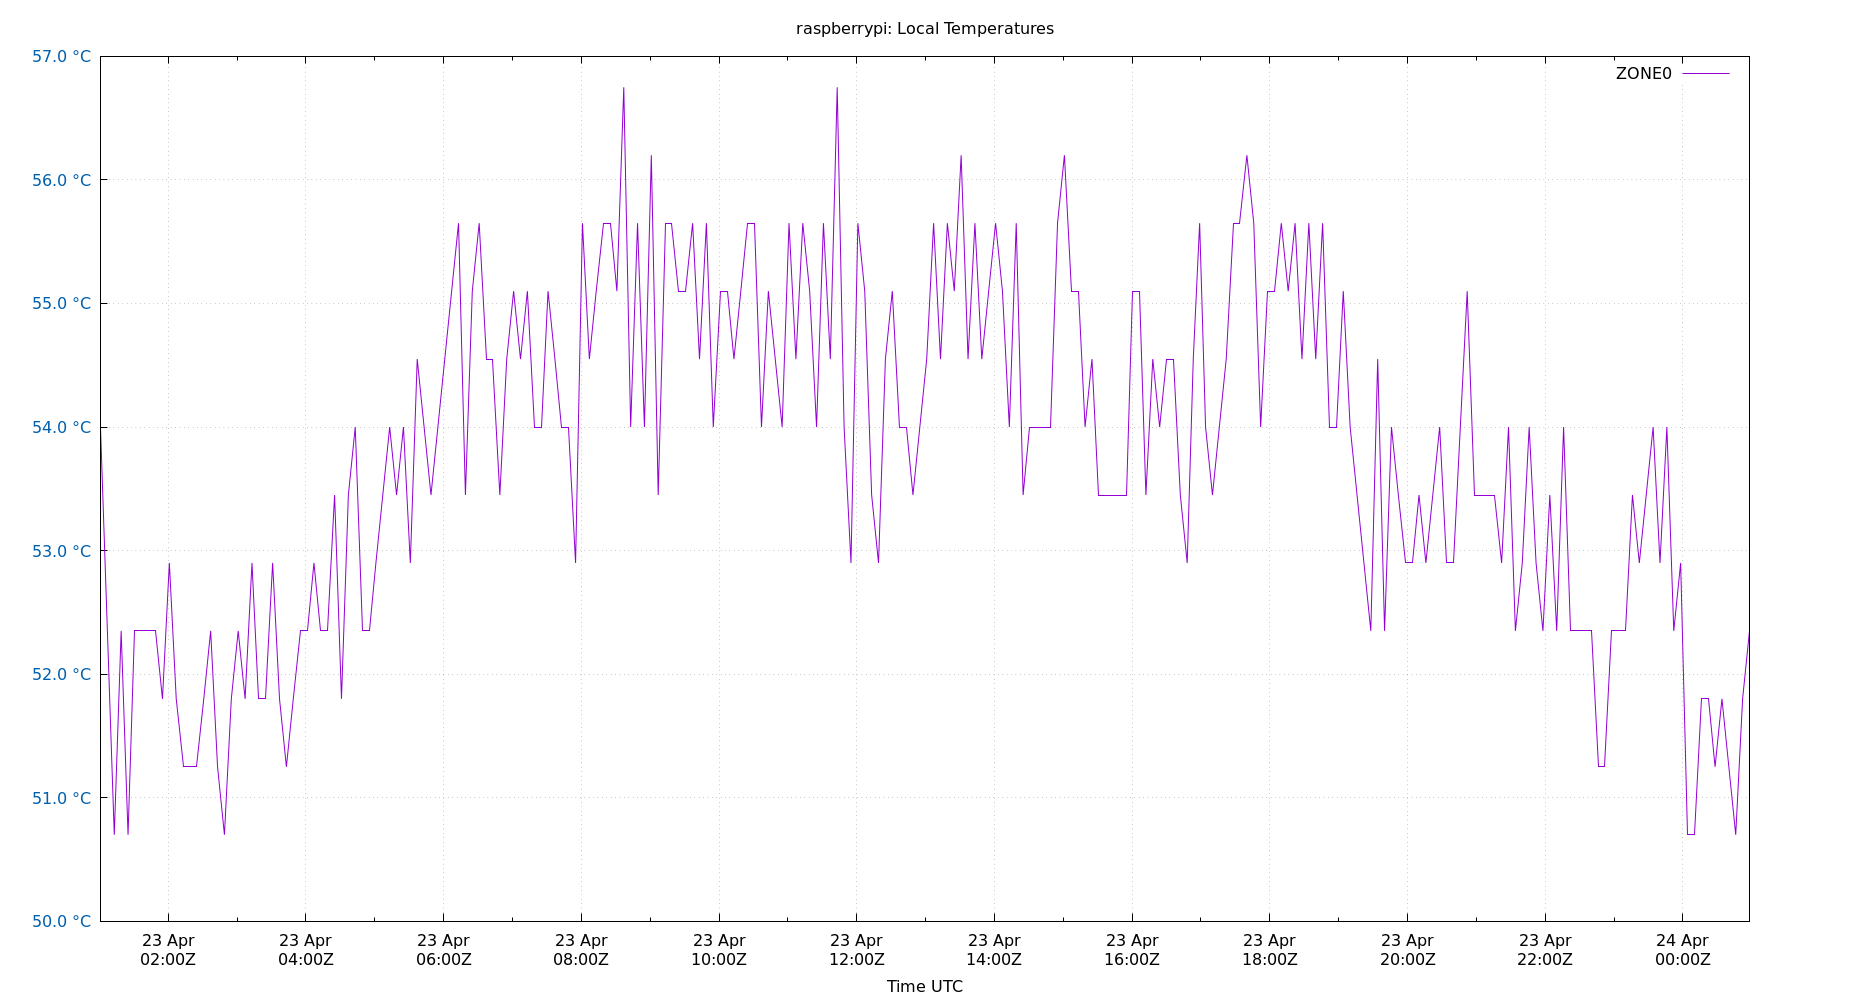 raspberrypi: Local Temperatures
57.0 °C
ZONE0
56.0 °C
55.0 °C
54.0 °C
53.0 °C
52.0 °C
51.0 °C
50.0 °C
23 Apr 23 Apr 23 Apr 23 Apr 23 Apr 23 Apr 23 Apr 23 Apr 23 Apr 23 Apr 23 Apr 24 Apr
02:00Z 04:00Z 06:00Z 08:00Z 10:00Z 12:00Z 14:00Z 16:00Z 18:00Z 20:00Z 22:00Z 00:00Z
Time UTC